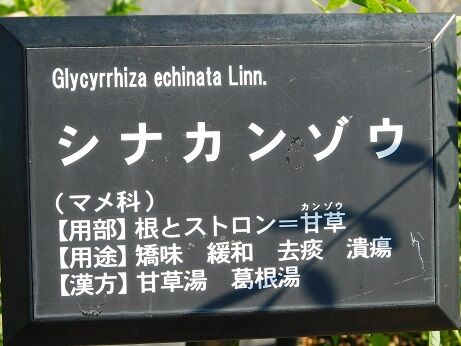 Glycyrrhiza echinata Linn.
シナカンゾウ
(マメ科)
カンゾウ
【用部】根とストロン=甘草
【用途】矯味 緩和 去痰 潰瘍
【漢方】甘草湯 葛根湯